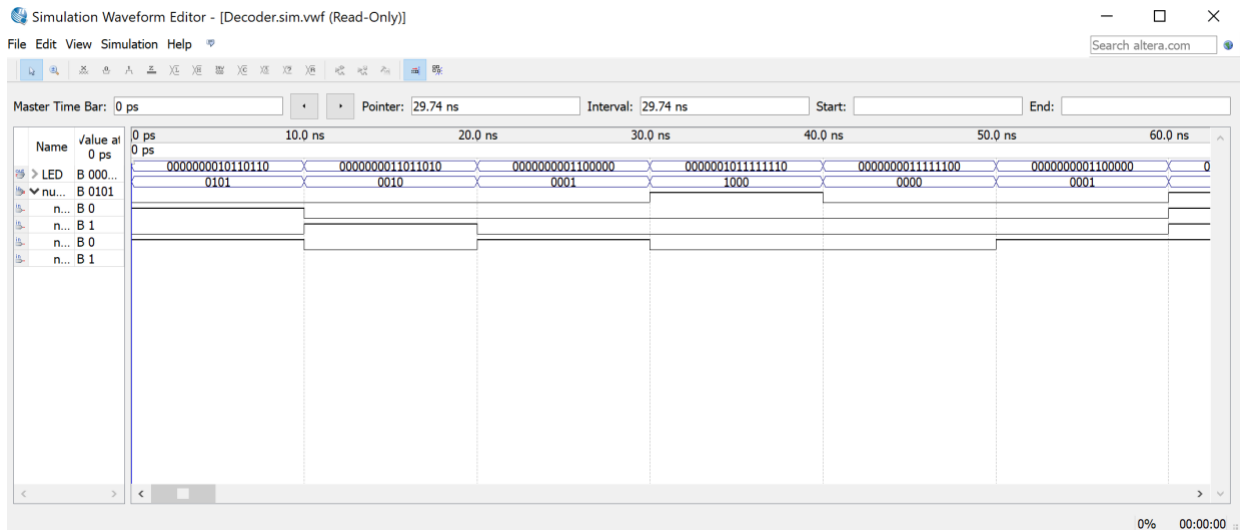 Simulation Waveform Editor - [Decoder.sim.vwf (Read-Only)]
File Edit View Simulation Help
Search altera.com
Master Time Bar: 0 ps Pointer: 29.74 ns Interval: 29.74 ns Start: End:
Name Value at 0 ps
0 ps 10.0 ns 20.0 ns 30.0 ns 40.0 ns 50.0 ns 60.0 ns
0 ps
LED B 000... 0000000010110110 0000000011011010 0000000001100000 0000001011111110 0000000011111100 0000000001100000 0
nu... B 0101 0101 0010 0001 1000 0000 0001
n... B 0
n... B 1
n... B 0
n... B 1
0% 00:00:00